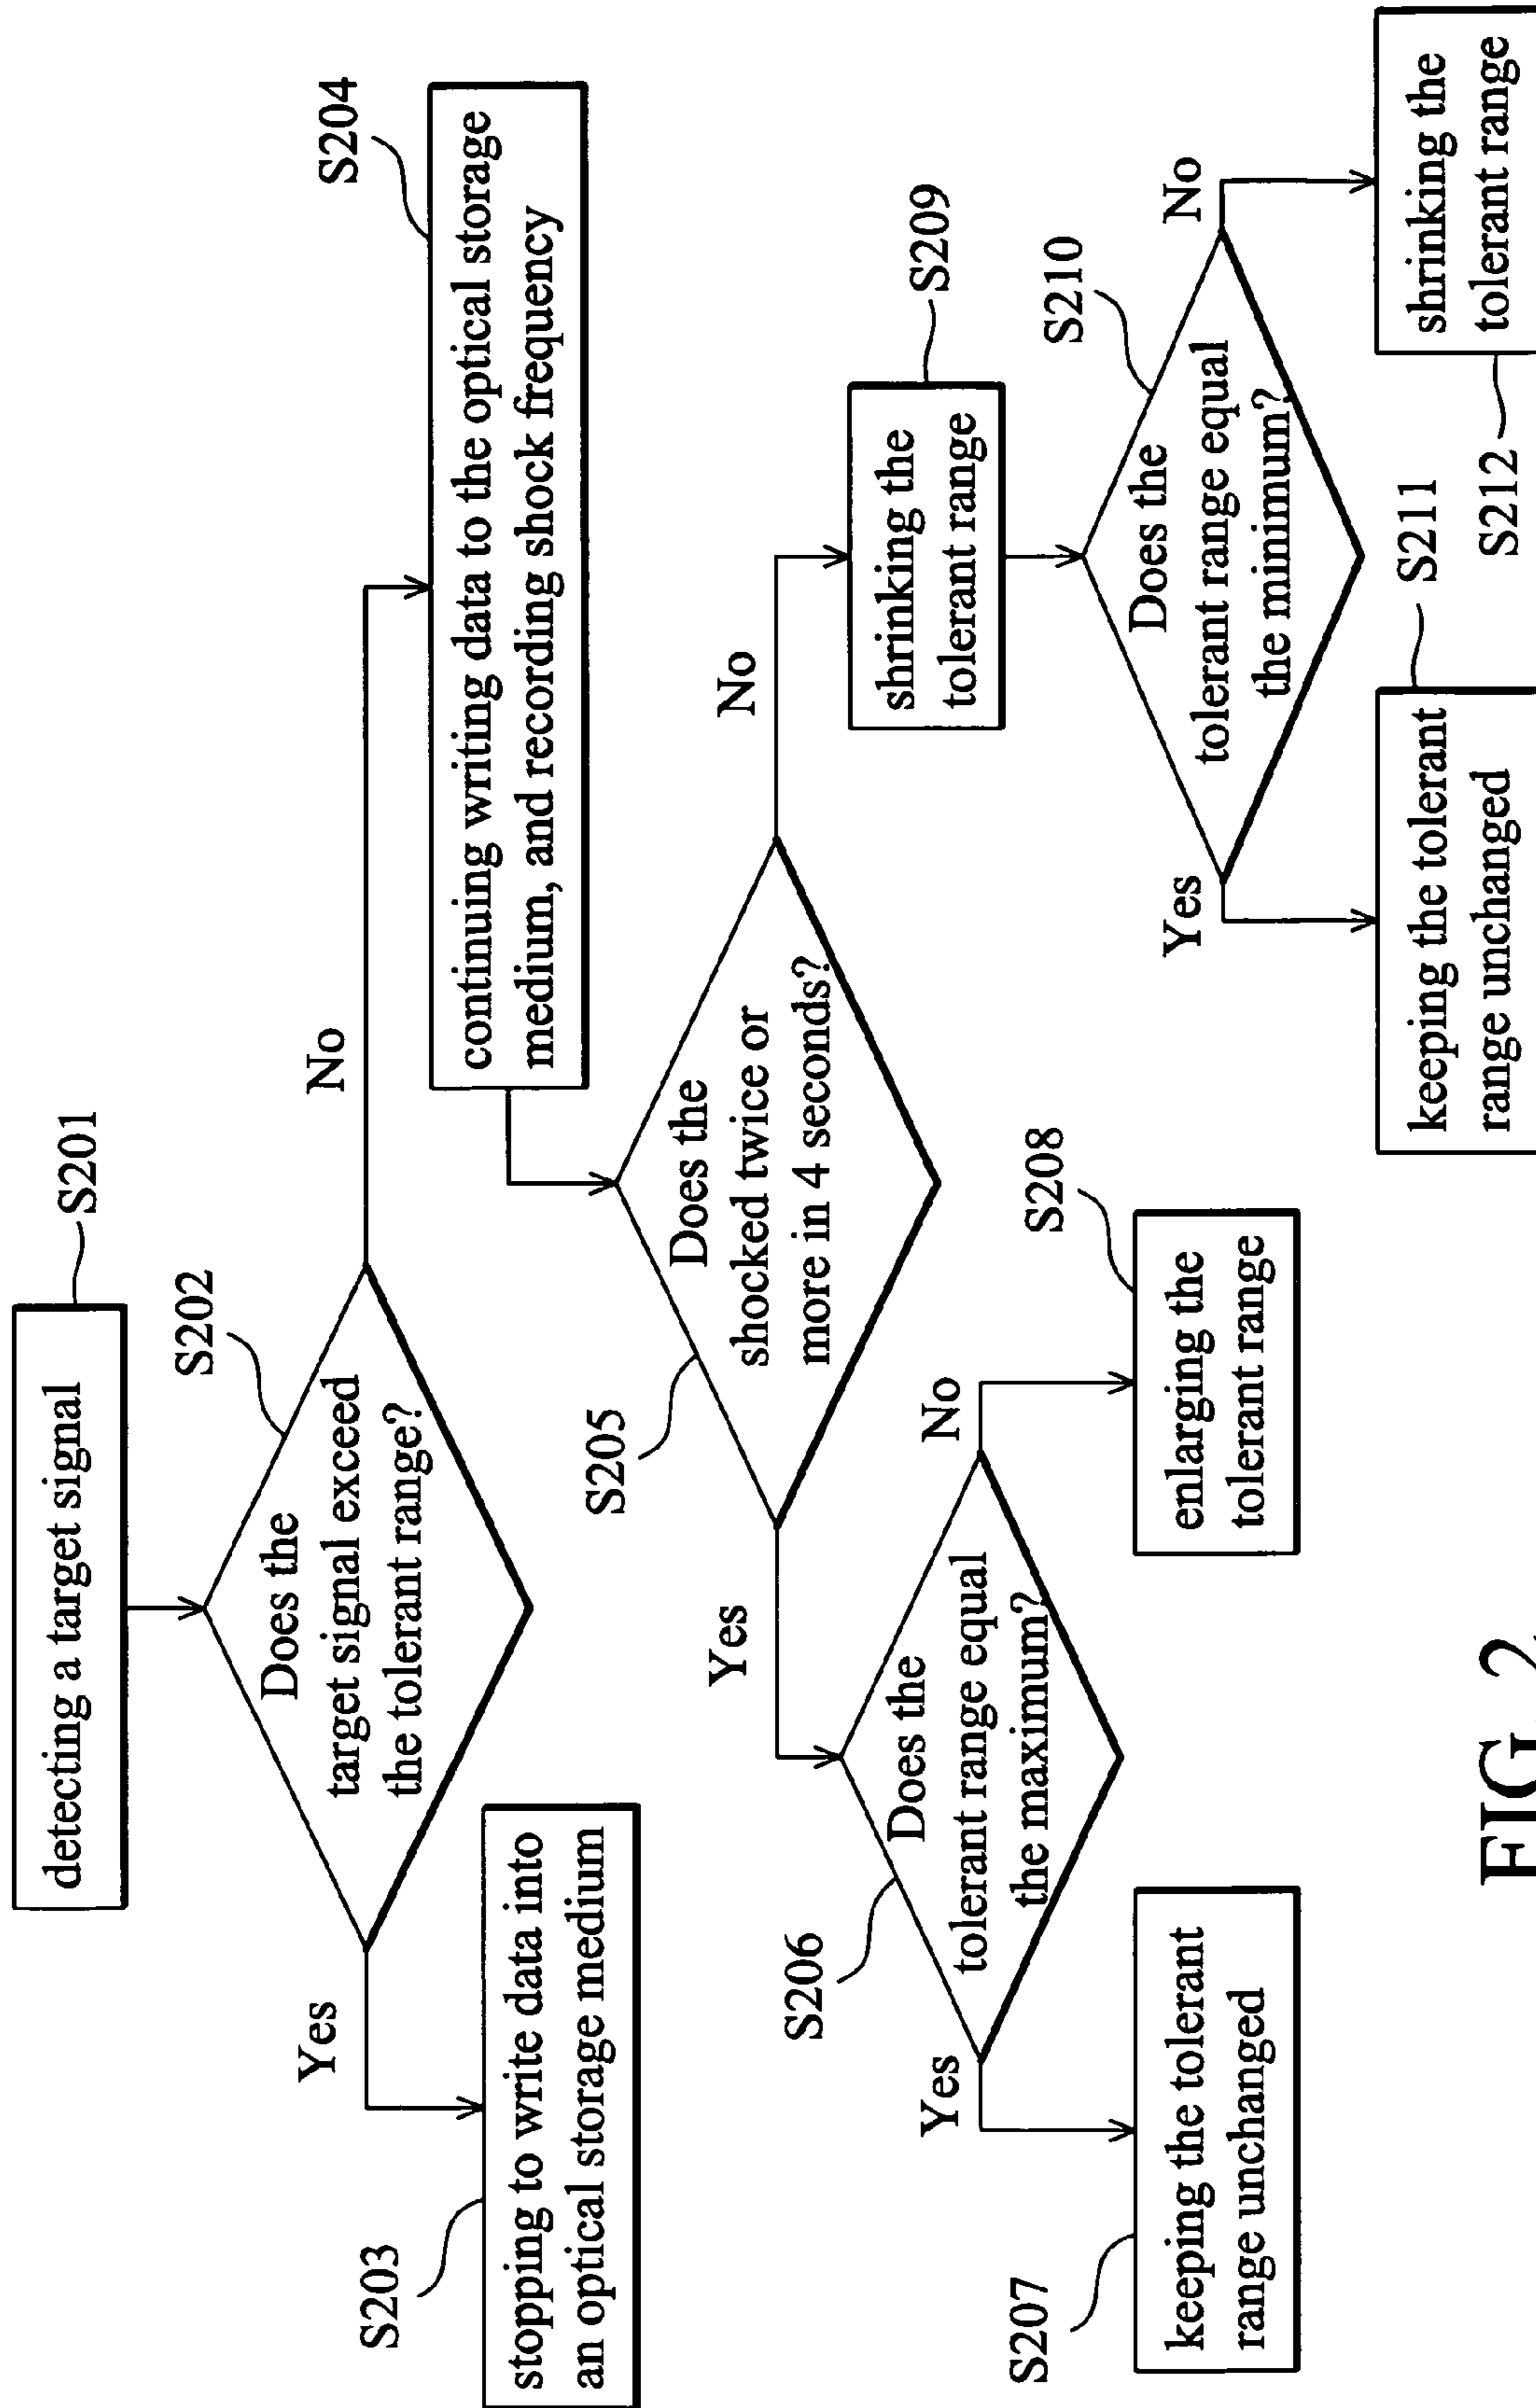 detecting a target signal
S201
S202
Does the
target signal exceed
the tolerant range?
Yes
No
S203
stopping to write data into
an optical storage medium
S204
continuing writing data to the optical storage
medium, and recording shock frequency
S205
Does the
shocked twice or
more in 4 seconds?
Yes
No
S206
Does the
tolerant range equal
the maximum?
Yes
No
S207
keeping the tolerant
range unchanged
S208
enlarging the
tolerant range
S209
shrinking the
tolerant range
S210
Does the
tolerant range equal
the minimum?
Yes
No
S211
keeping the tolerant
range unchanged
S212
shrinking the
tolerant range
FIG. 2